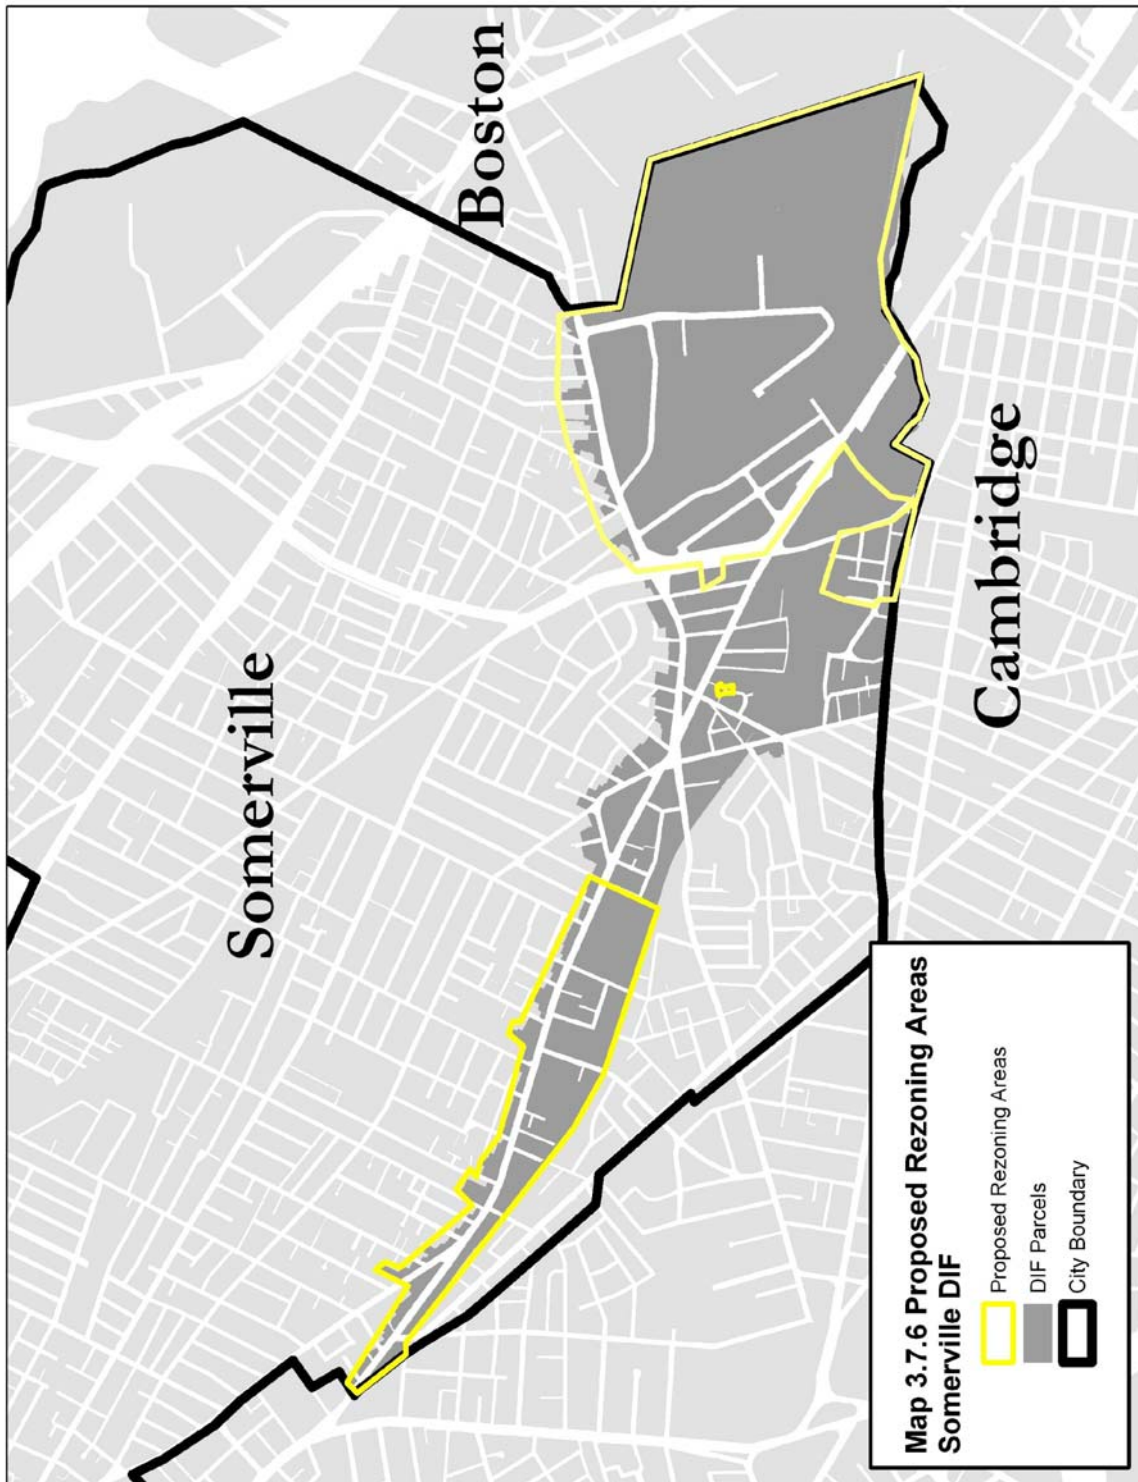 Boston
Somerville
Cambridge
Map 3.7.6 Proposed Rezoning Areas
Somerville DIF
Proposed Rezoning Areas
DIF Parcels
City Boundary